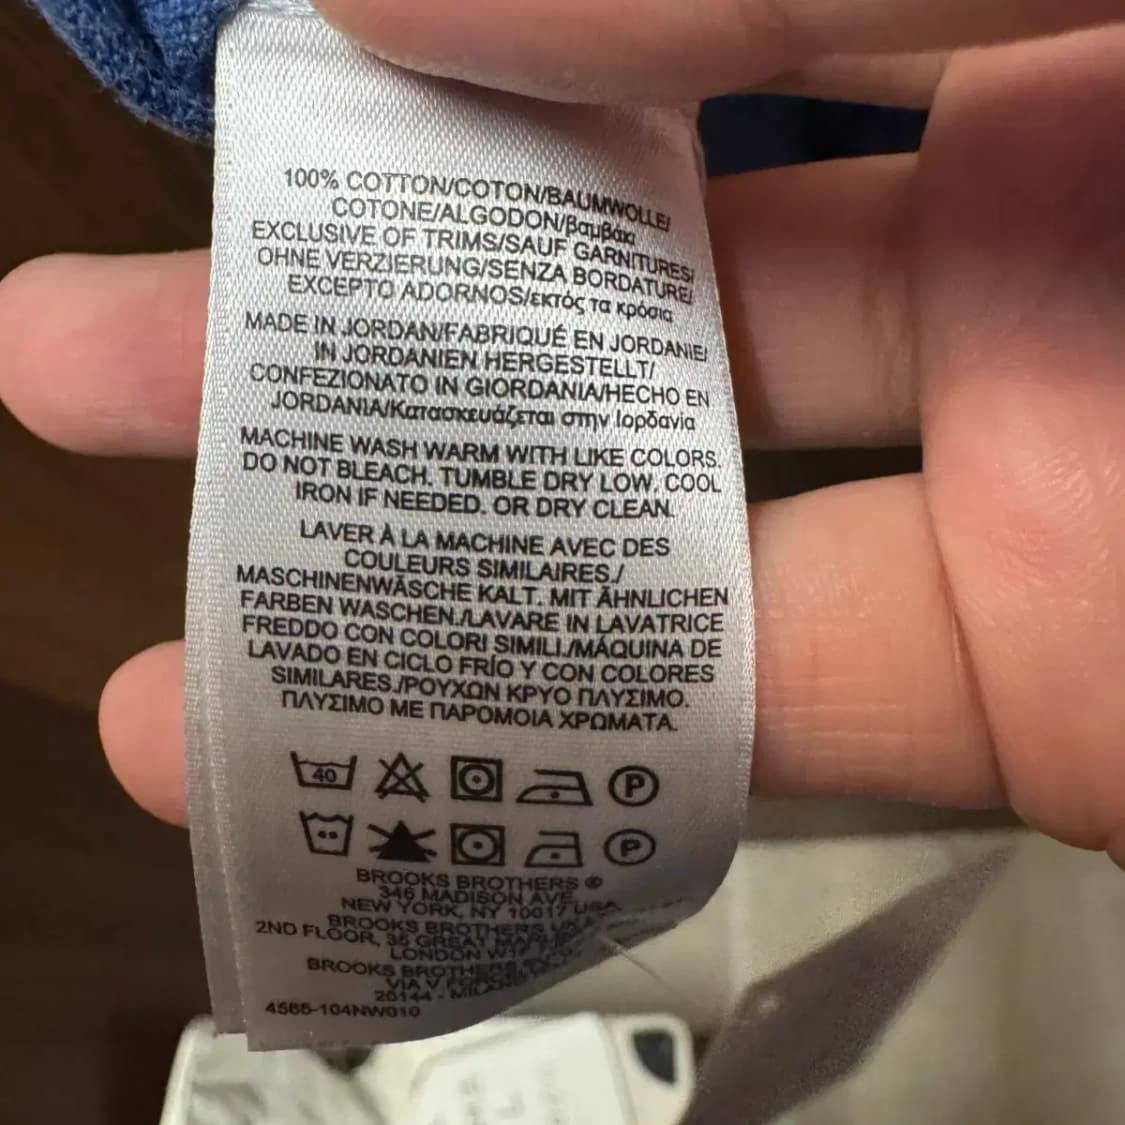 100% COTTON/COTON/BAUMWOLLE/
COTONE/ALGODON/βαμβάκι
EXCLUSIVE OF TRIMS/SAUF GARNITURES/
OHNE VERZIERUNG/SENZA BORDATURE/
EXCEPTO ADORNOS/εκτός τα κρόσια
MADE IN JORDAN/FABRIQUÉ EN JORDANIE/
IN JORDANIEN HERGESTELLT/
CONFEZIONATO IN GIORDANIA/HECHO EN
JORDANIA/Κατασκευάζεται στην Ιορδανία
MACHINE WASH WARM WITH LIKE COLORS.
DO NOT BLEACH. TUMBLE DRY LOW. COOL
IRON IF NEEDED. OR DRY CLEAN.
LAVER À LA MACHINE AVEC DES
COULEURS SIMILAIRES./
MASCHINENWÄSCHE KALT. MIT ÄHNLICHEN
FARBEN WASCHEN./LAVARE IN LAVATRICE
FREDDO CON COLORI SIMILI./MÁQUINA DE
LAVADO EN CICLO FRÍO Y CON COLORES
SIMILARES./ΡΟΥΧΩΝ ΚΡΥΟ ΠΛΥΣΙΜΟ.
ΠΛΥΣΙΜΟ ΜΕ ΠΑΡΟΜΟΙΑ ΧΡΩΜΑΤΑ.
40 P
P
BROOKS BROTHERS ®
346 MADISON AVE.
NEW YORK, NY 10017 USA
BROOKS BROTHERS UK
2ND FLOOR, 35 GREAT
LONDON
BROOKS BROTHERS
VIA V
20144 - MILANO
4565-104NW010